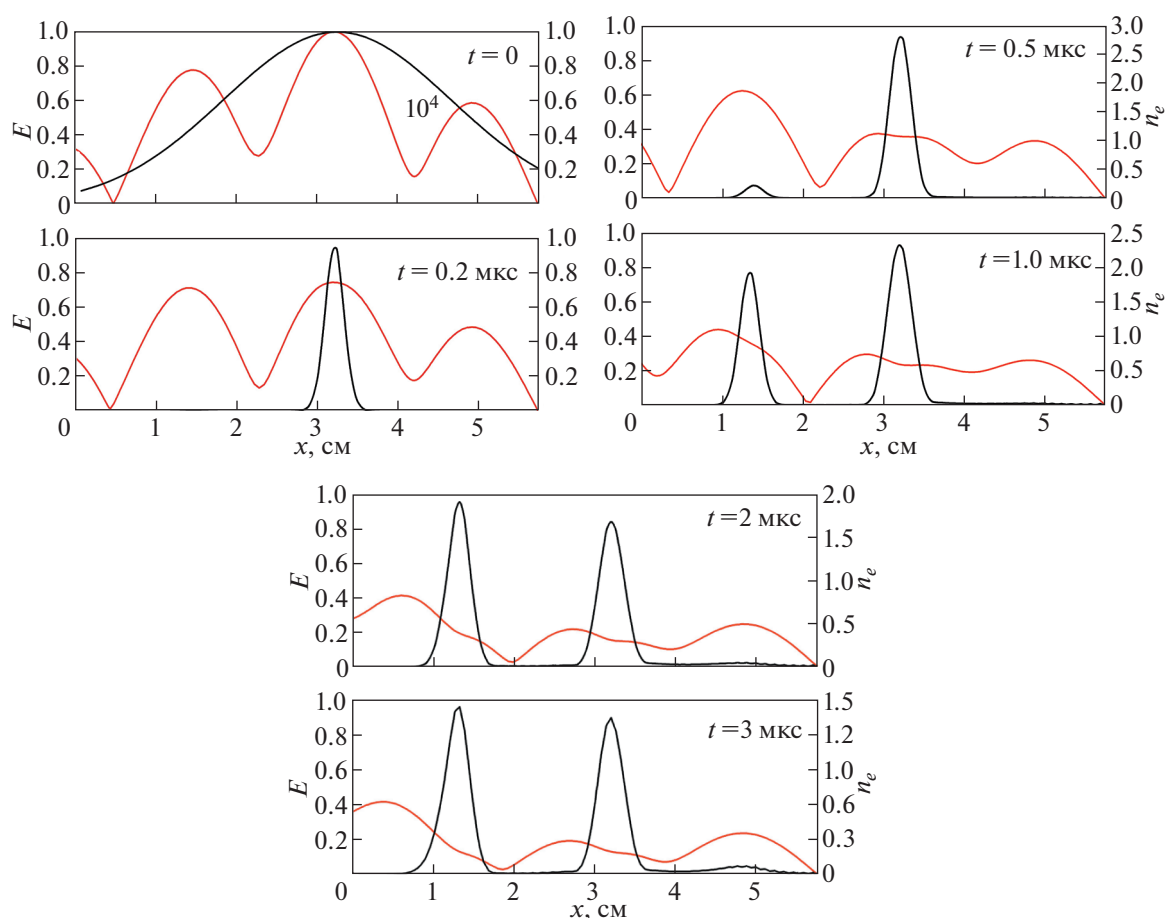 1.0 1.0
t = 0
0.8 0.8
0.6 0.6
10⁴
E
0.4 0.4
0.2 0.2
0 0
1.0 1.0
t = 0.2 мкс
0.8 0.8
0.6 0.6
E
0.4 0.4
0.2 0.2
0 1 2 3 4 5 0
x, см
1.0 3.0
t = 0.5 мкс
0.8 2.5
2.0
0.6
E 1.5 nₑ
0.4
1.0
0.2 0.5
0 0
1.0 2.5
t = 1.0 мкс
0.8 2.0
0.6 1.5
0.4 1.0
0.2 0.5
0 1 2 3 4 5 0
x, см
1.0 2.0
t = 2 мкс
0.8 1.5
0.6
E 1.0 nₑ
0.4
0.5
0.2
0 0
1.0 1.5
t = 3 мкс
0.8 1.2
0.6 1.0
E nₑ
0.4 0.6
0.2 0.3
0 1 2 3 4 5 0
x, см